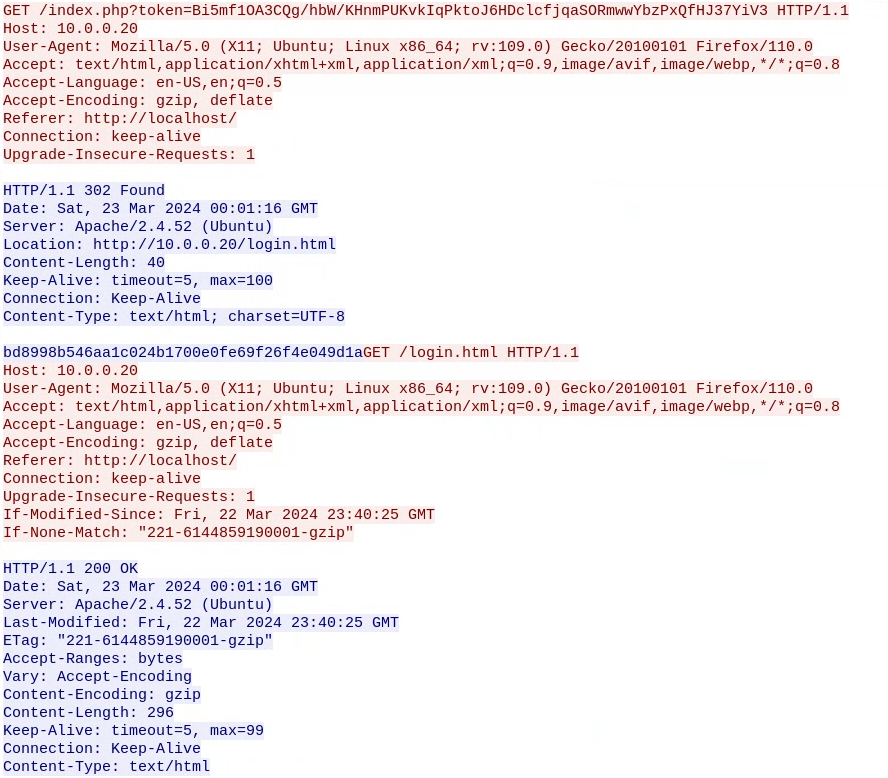 GET /index.php?token=Bi5mf1OA3CQg/hbW/KHnmPUKvkIqPktoJ6HDclcfjqaSORmwwYbzPxQfHJ37YiV3 HTTP/1.1
Host: 10.0.0.20
User-Agent: Mozilla/5.0 (X11; Ubuntu; Linux x86_64; rv:109.0) Gecko/20100101 Firefox/110.0
Accept: text/html,application/xhtml+xml,application/xml;q=0.9,image/avif,image/webp,*/*;q=0.8
Accept-Language: en-US,en;q=0.5
Accept-Encoding: gzip, deflate
Referer: http://localhost/
Connection: keep-alive
Upgrade-Insecure-Requests: 1
HTTP/1.1 302 Found
Date: Sat, 23 Mar 2024 00:01:16 GMT
Server: Apache/2.4.52 (Ubuntu)
Location: http://10.0.0.20/login.html
Content-Length: 40
Keep-Alive: timeout=5, max=100
Connection: Keep-Alive
Content-Type: text/html; charset=UTF-8
bd8998b546aa1c024b1700e0fe69f26f4e049d1aGET /login.html HTTP/1.1
Host: 10.0.0.20
User-Agent: Mozilla/5.0 (X11; Ubuntu; Linux x86_64; rv:109.0) Gecko/20100101 Firefox/110.0
Accept: text/html,application/xhtml+xml,application/xml;q=0.9,image/avif,image/webp,*/*;q=0.8
Accept-Language: en-US,en;q=0.5
Accept-Encoding: gzip, deflate
Referer: http://localhost/
Connection: keep-alive
Upgrade-Insecure-Requests: 1
If-Modified-Since: Fri, 22 Mar 2024 23:40:25 GMT
If-None-Match: "221-6144859190001-gzip"
HTTP/1.1 200 OK
Date: Sat, 23 Mar 2024 00:01:16 GMT
Server: Apache/2.4.52 (Ubuntu)
Last-Modified: Fri, 22 Mar 2024 23:40:25 GMT
ETag: "221-6144859190001-gzip"
Accept-Ranges: bytes
Vary: Accept-Encoding
Content-Encoding: gzip
Content-Length: 296
Keep-Alive: timeout=5, max=99
Connection: Keep-Alive
Content-Type: text/html